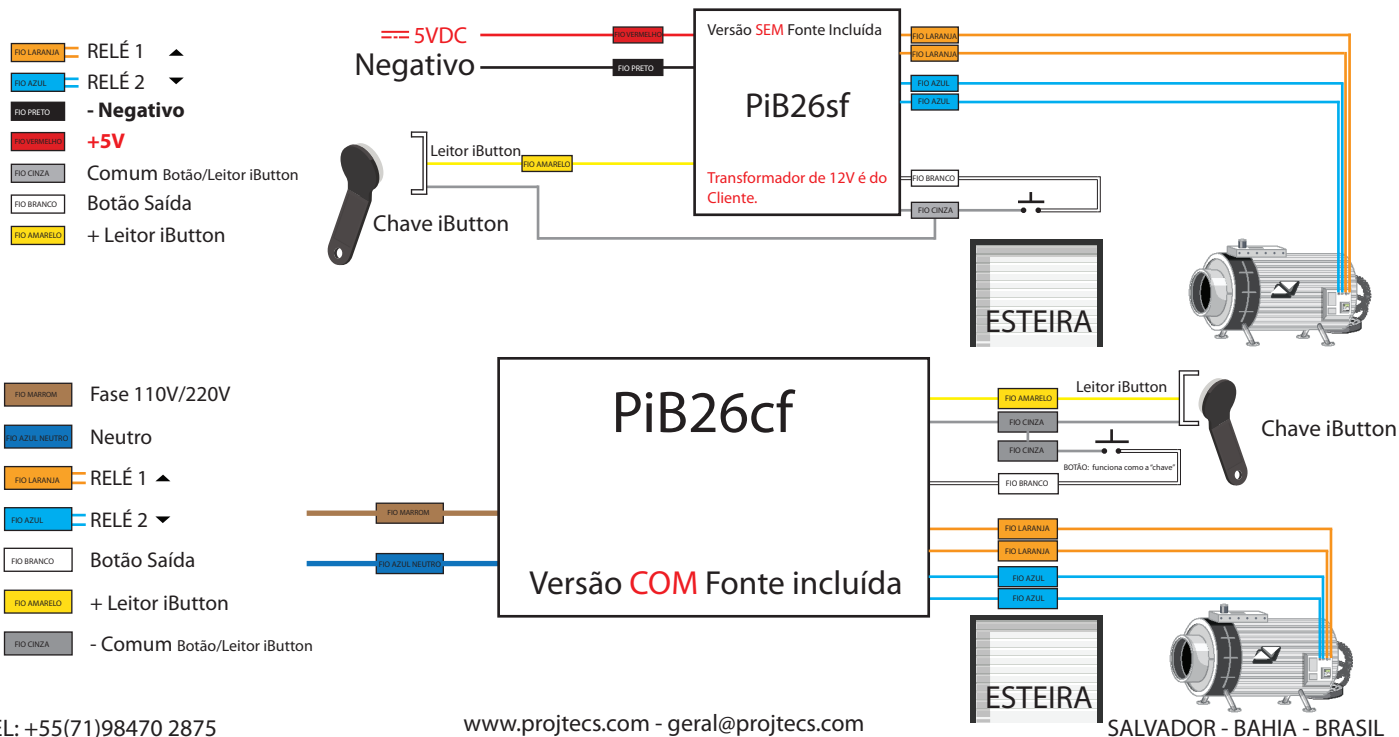 FIO LARANJA RELÉ 1
FIO AZUL RELÉ 2
FIO PRETO - Negativo
FIO VERMELHO +5V
FIO CINZA Comum Botão/Leitor iButton
FIO BRANCO Botão Saída
FIO AMARELO + Leitor iButton
5VDC
Negativo
FIO VERMELHO
FIO PRETO
Leitor iButton
FIO AMARELO
Chave iButton
Versão SEM Fonte Incluída
PiB26sf
Transformador de 12V é do
Cliente.
FIO LARANJA
FIO LARANJA
FIO AZUL
FIO AZUL
FIO BRANCO
FIO CINZA
ESTEIRA
FIO MARROM Fase 110V/220V
FIO AZUL NEUTRO Neutro
FIO LARANJA RELÉ 1
FIO AZUL RELÉ 2
FIO BRANCO Botão Saída
FIO AMARELO + Leitor iButton
FIO CINZA - Comum Botão/Leitor iButton
FIO MARROM
FIO AZUL NEUTRO
PiB26cf
Versão COM Fonte incluída
FIO AMARELO
Leitor iButton
FIO CINZA
FIO CINZA
Chave iButton
BOTÃO: funciona como a "chave"
FIO BRANCO
FIO LARANJA
FIO LARANJA
FIO AZUL
FIO AZUL
ESTEIRA
EL: +55(71)98470 2875
www.projtecs.com - geral@projtecs.com
SALVADOR - BAHIA - BRASIL